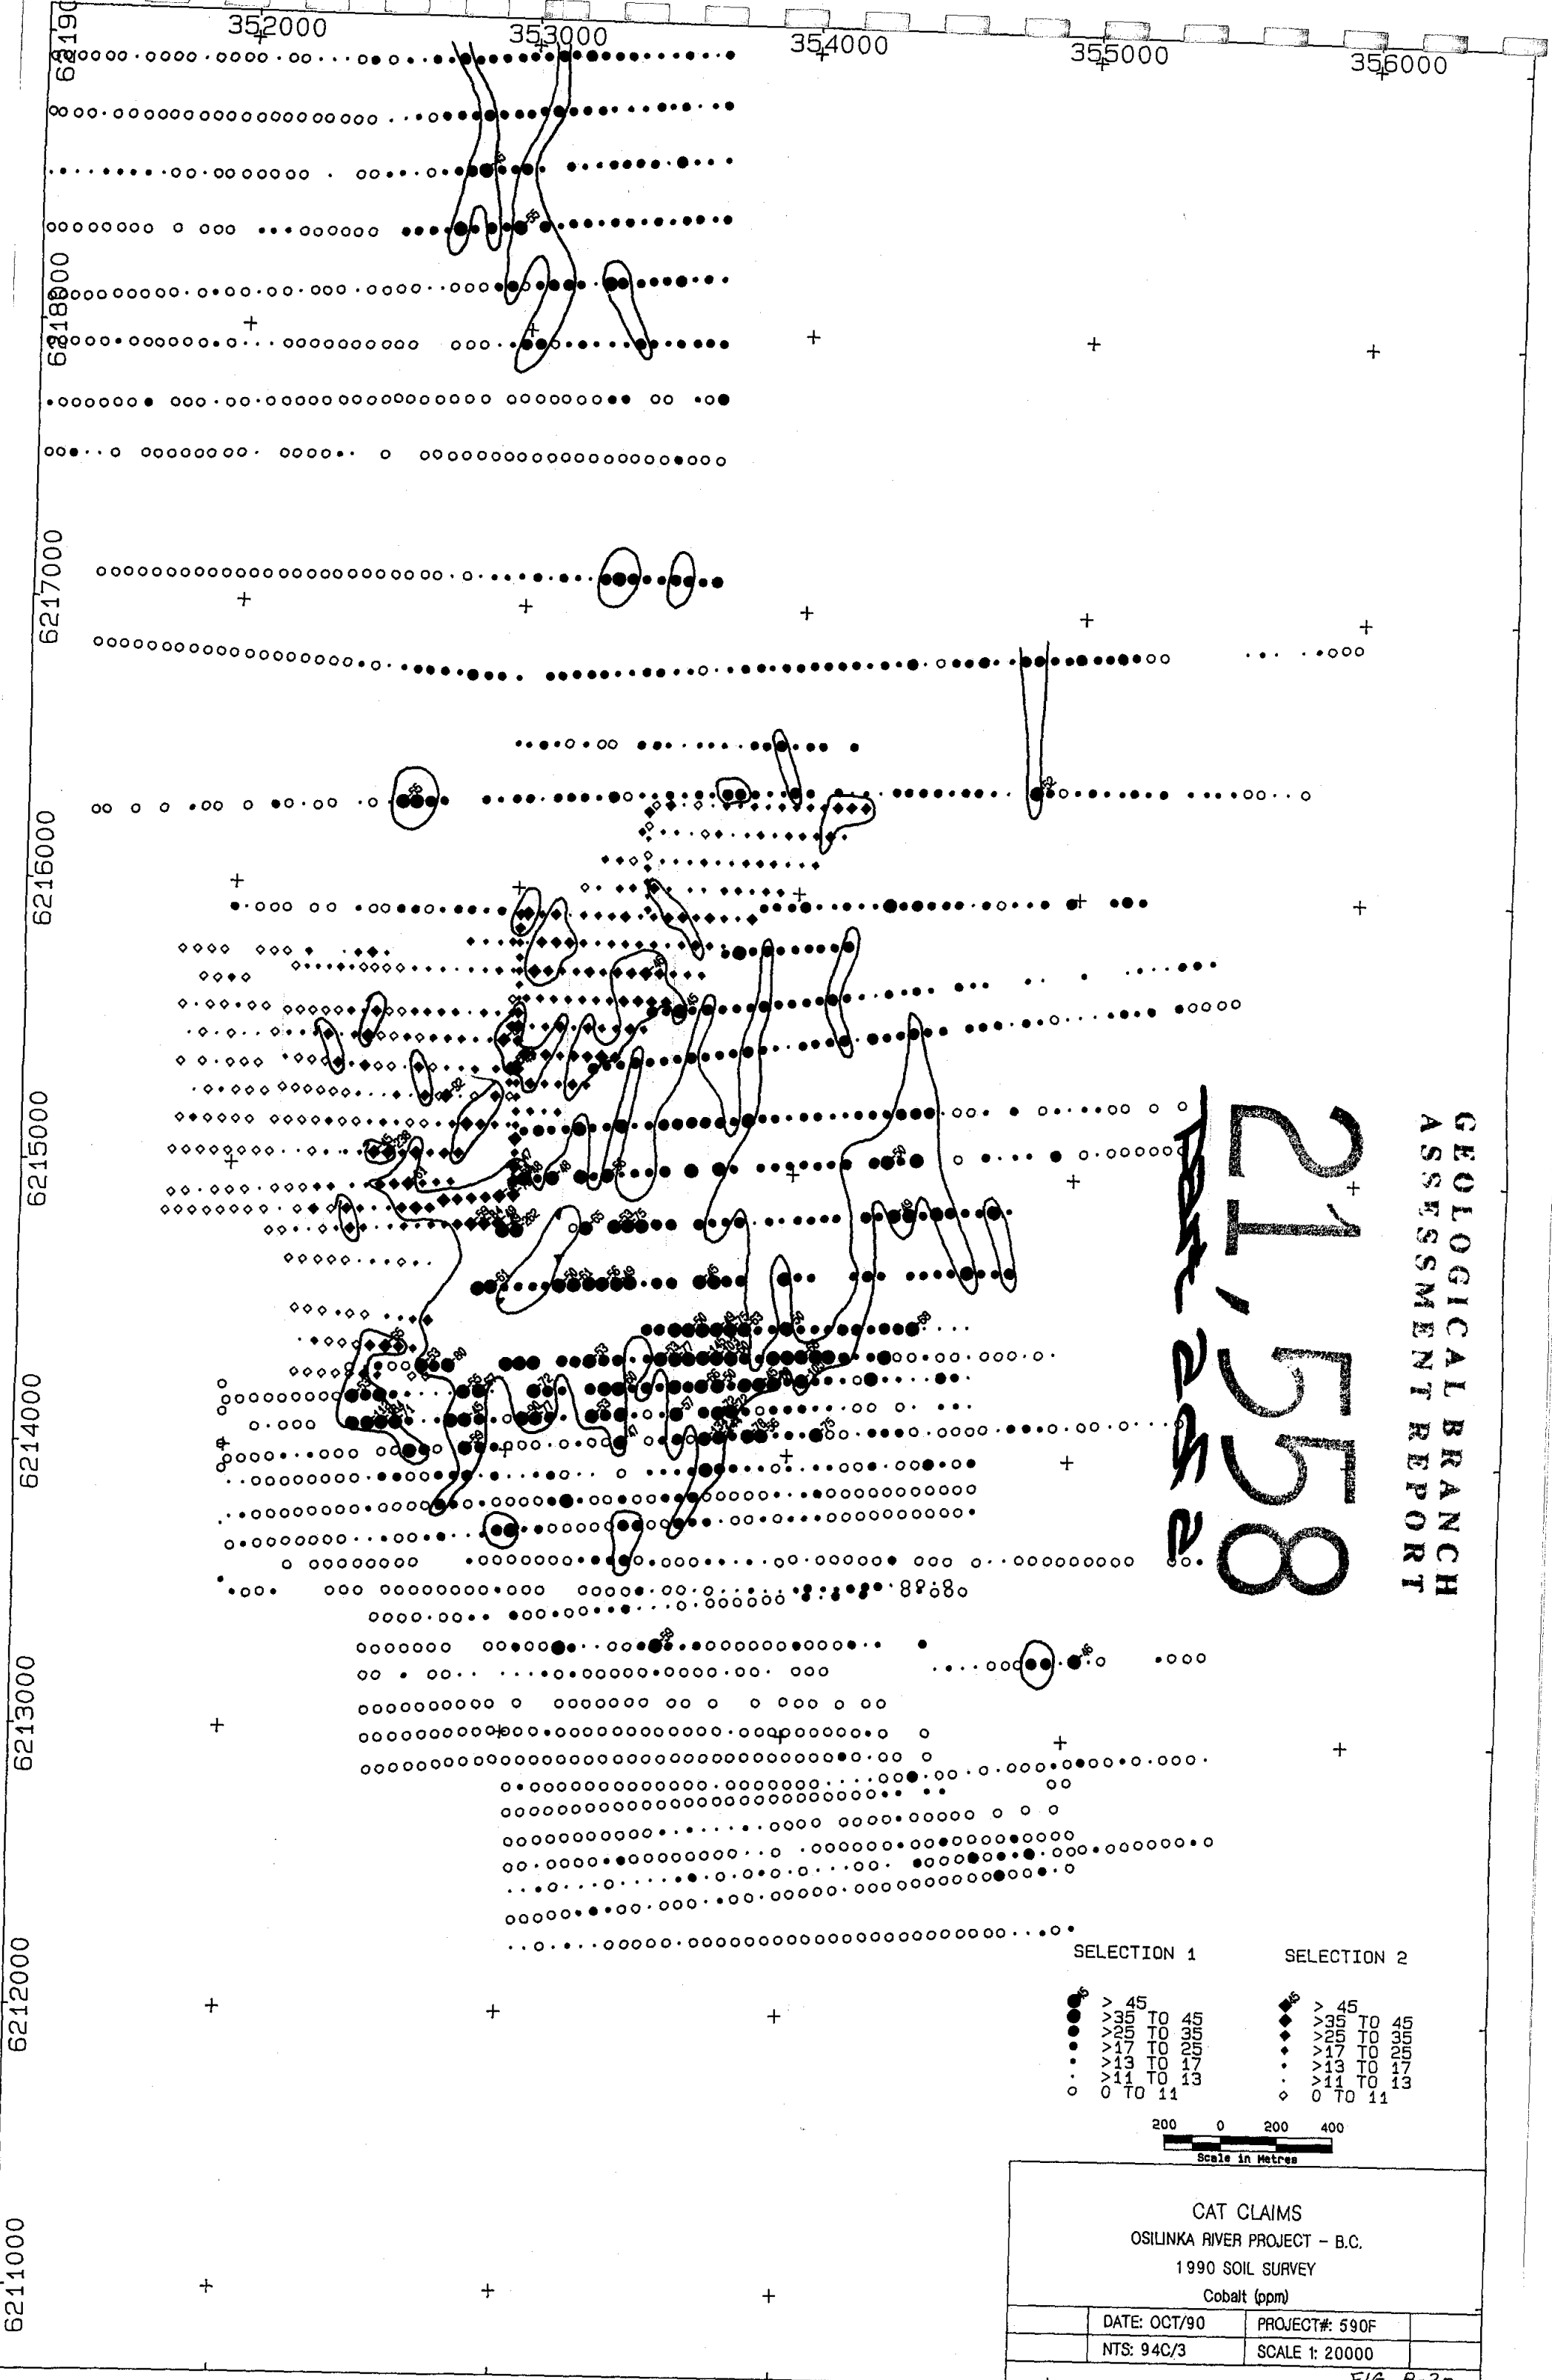 352000 353000 354000 355000 356000
6218000
6217000
6216000
6215000
6214000
6213000
6212000
6211000
GEOLOGICAL BRANCH
ASSESSMENT REPORT
21,558
SELECTION 1
> 45
>35 TO 45
>25 TO 35
>17 TO 25
>13 TO 17
>11 TO 13
0 TO 11
SELECTION 2
> 45
>35 TO 45
>25 TO 35
>17 TO 25
>13 TO 17
>11 TO 13
0 TO 11
200 0 200 400
Scale in Metres
CAT CLAIMS
OSILINKA RIVER PROJECT - B.C.
1990 SOIL SURVEY
Cobalt (ppm)
DATE: OCT/90 PROJECT#: 590F
NTS: 94C/3 SCALE 1: 20000